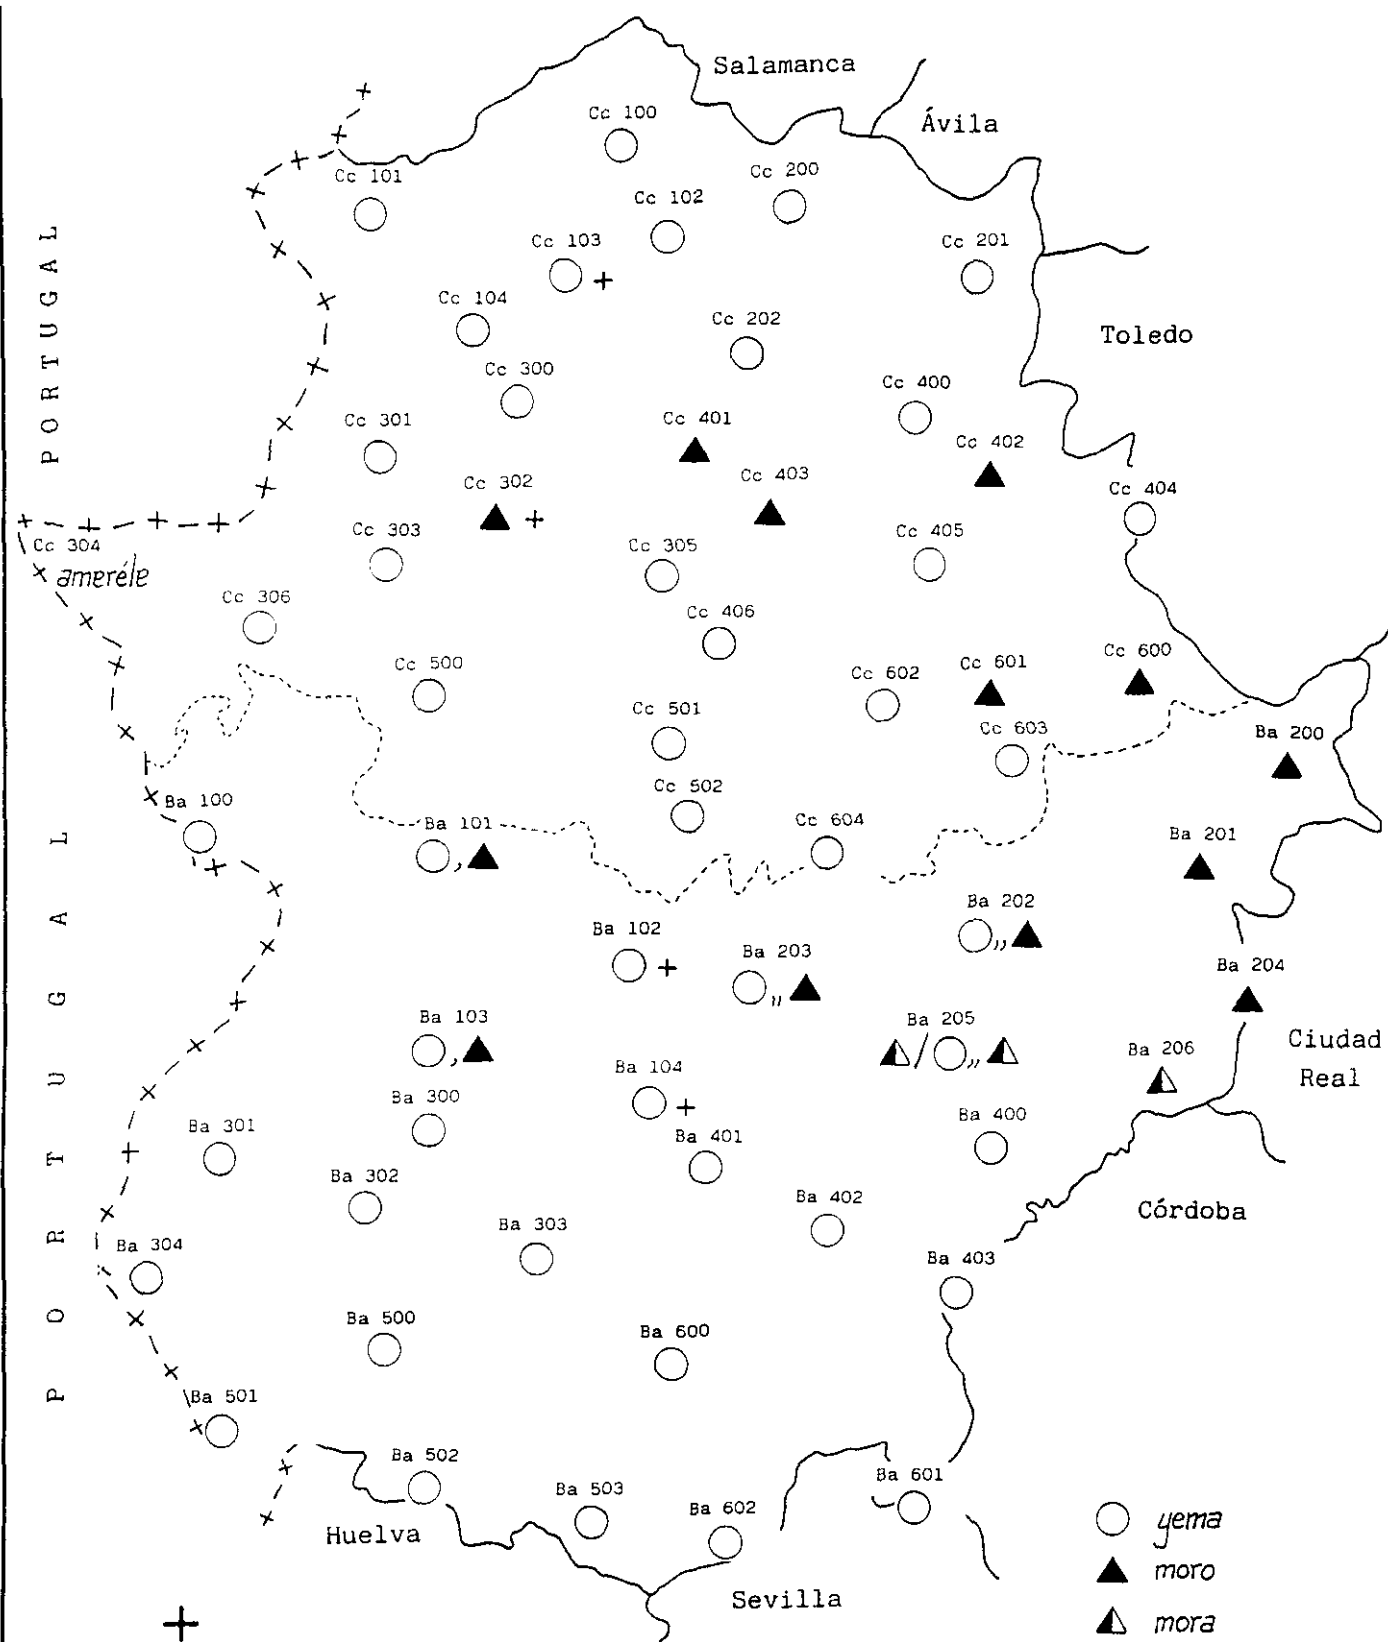 Salamanca
Ávila
Cc 100
Cc 101
Cc 200
Cc 102
Cc 103
Cc 201
PORTUGAL
Cc 104
Cc 202
Toledo
Cc 300
Cc 400
Cc 301
Cc 401
Cc 402
Cc 302
Cc 403
Cc 404
Cc 303
Cc 304
Cc 305
Cc 405
ameréle
Cc 306
Cc 406
Cc 500
Cc 602
Cc 601
Cc 600
Cc 501
Cc 603
Ba 200
Cc 502
Ba 100
Ba 101
Cc 604
Ba 201
PORTUGAL
Ba 202
Ba 102
Ba 203
Ba 204
Ba 103
Ba 205
Ciudad
Real
Ba 104
Ba 206
Ba 300
Ba 400
Ba 301
Ba 401
Ba 302
Ba 402
Córdoba
Ba 303
Ba 304
Ba 403
Ba 500
Ba 600
Ba 501
Ba 502
Ba 503
Ba 601
Ba 602
Huelva
Sevilla
yema
moro
mora